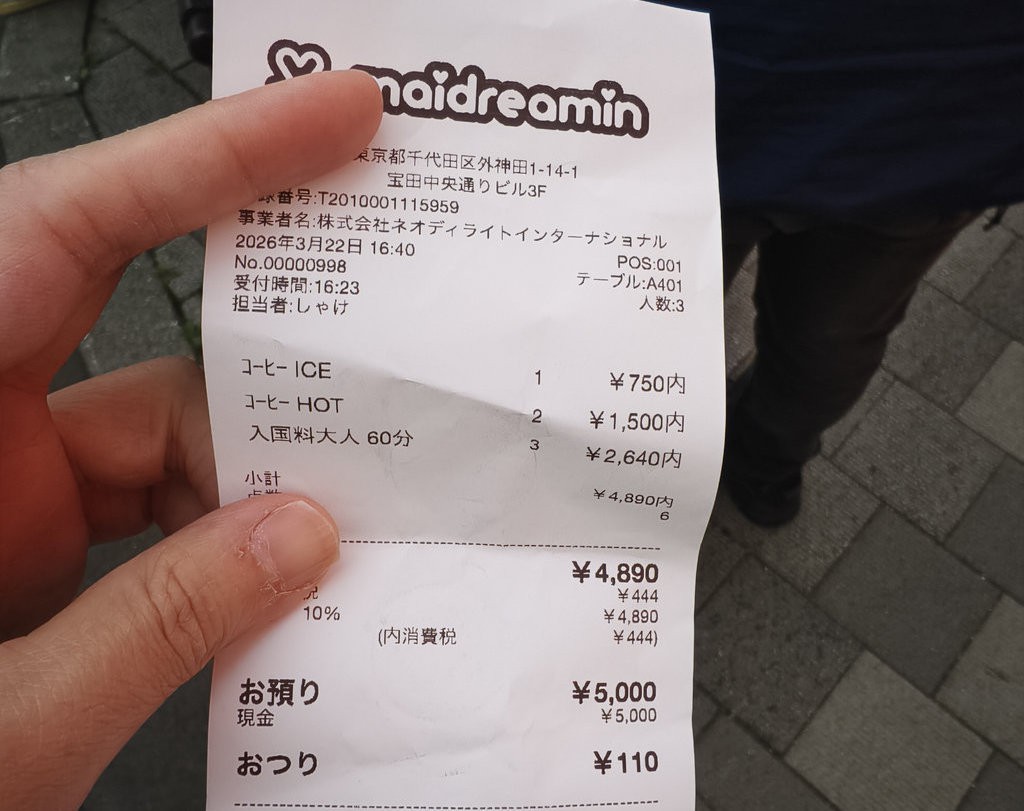 maidreamin
東京都千代田区外神田1-14-1
宝田中央通りビル3F
番号:T2010001115959
事業者名:株式会社ネオディライトインターナショナル
2026年3月22日 16:40 POS:001
No.00000998 テーブル:A401
受付時間:16:23 人数:3
担当者:しゃけ
ｺｰﾋｰ ICE 1 ¥750内
ｺｰﾋｰ HOT 2 ¥1,500内
入国料大人 60分 3 ¥2,640内
小計 ¥4,890内
点数 6
¥4,890
税 ¥444
10% ¥4,890
(内消費税 ¥444)
お預り ¥5,000
現金 ¥5,000
おつり ¥110